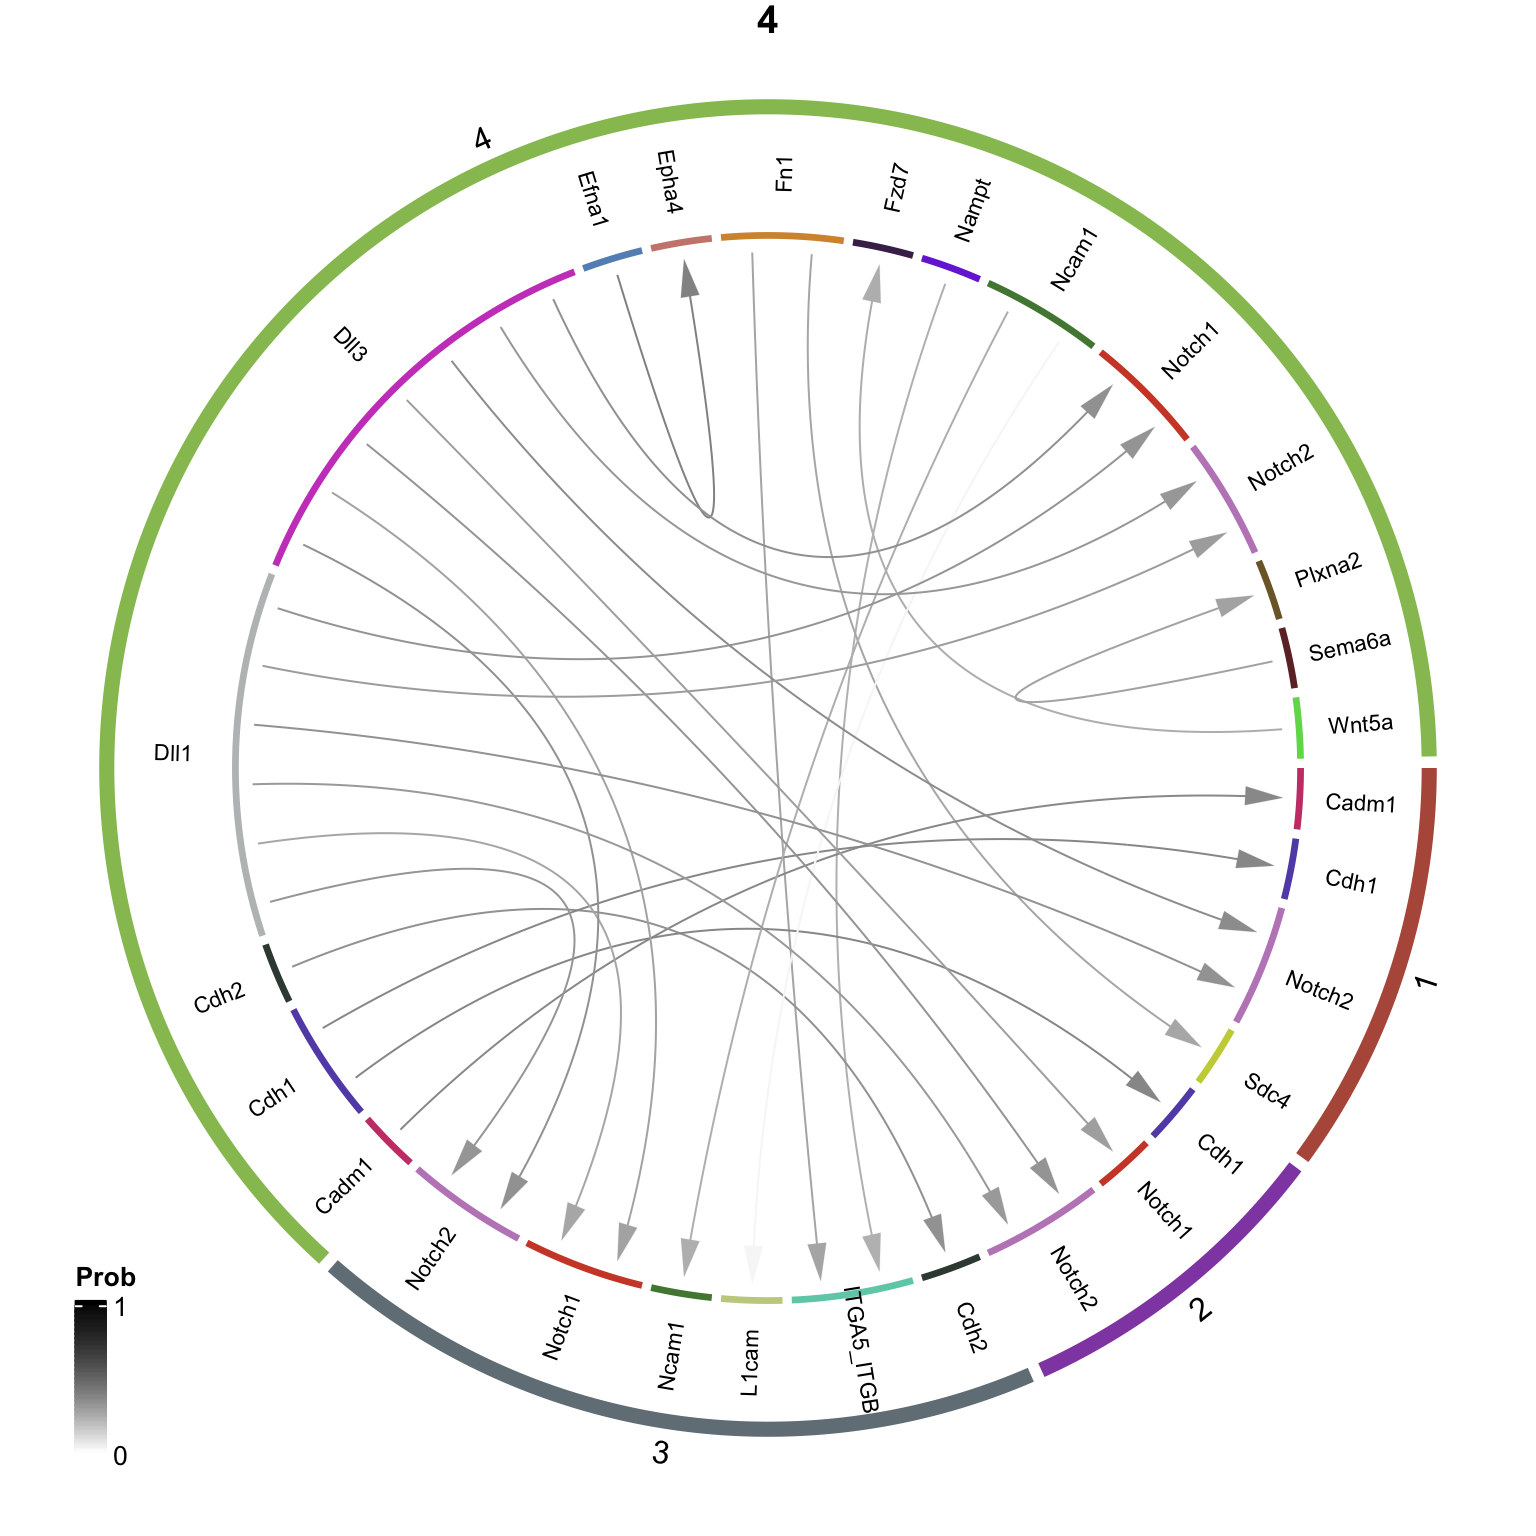 4
4
Efna1
Epha4
Fn1
Fzd7
Nampt
Ncam1
Notch1
Notch2
Plxna2
Sema6a
Wnt5a
Cadm1
Cdh1
Notch2
Sdc4
1
Cdh1
Notch1
Notch2
2
Cdh2
ITGA5_ITGB
L1cam
Ncam1
Notch1
Notch2
3
Cadm1
Cdh1
Cdh2
Dll1
Dll3
Prob
1
0